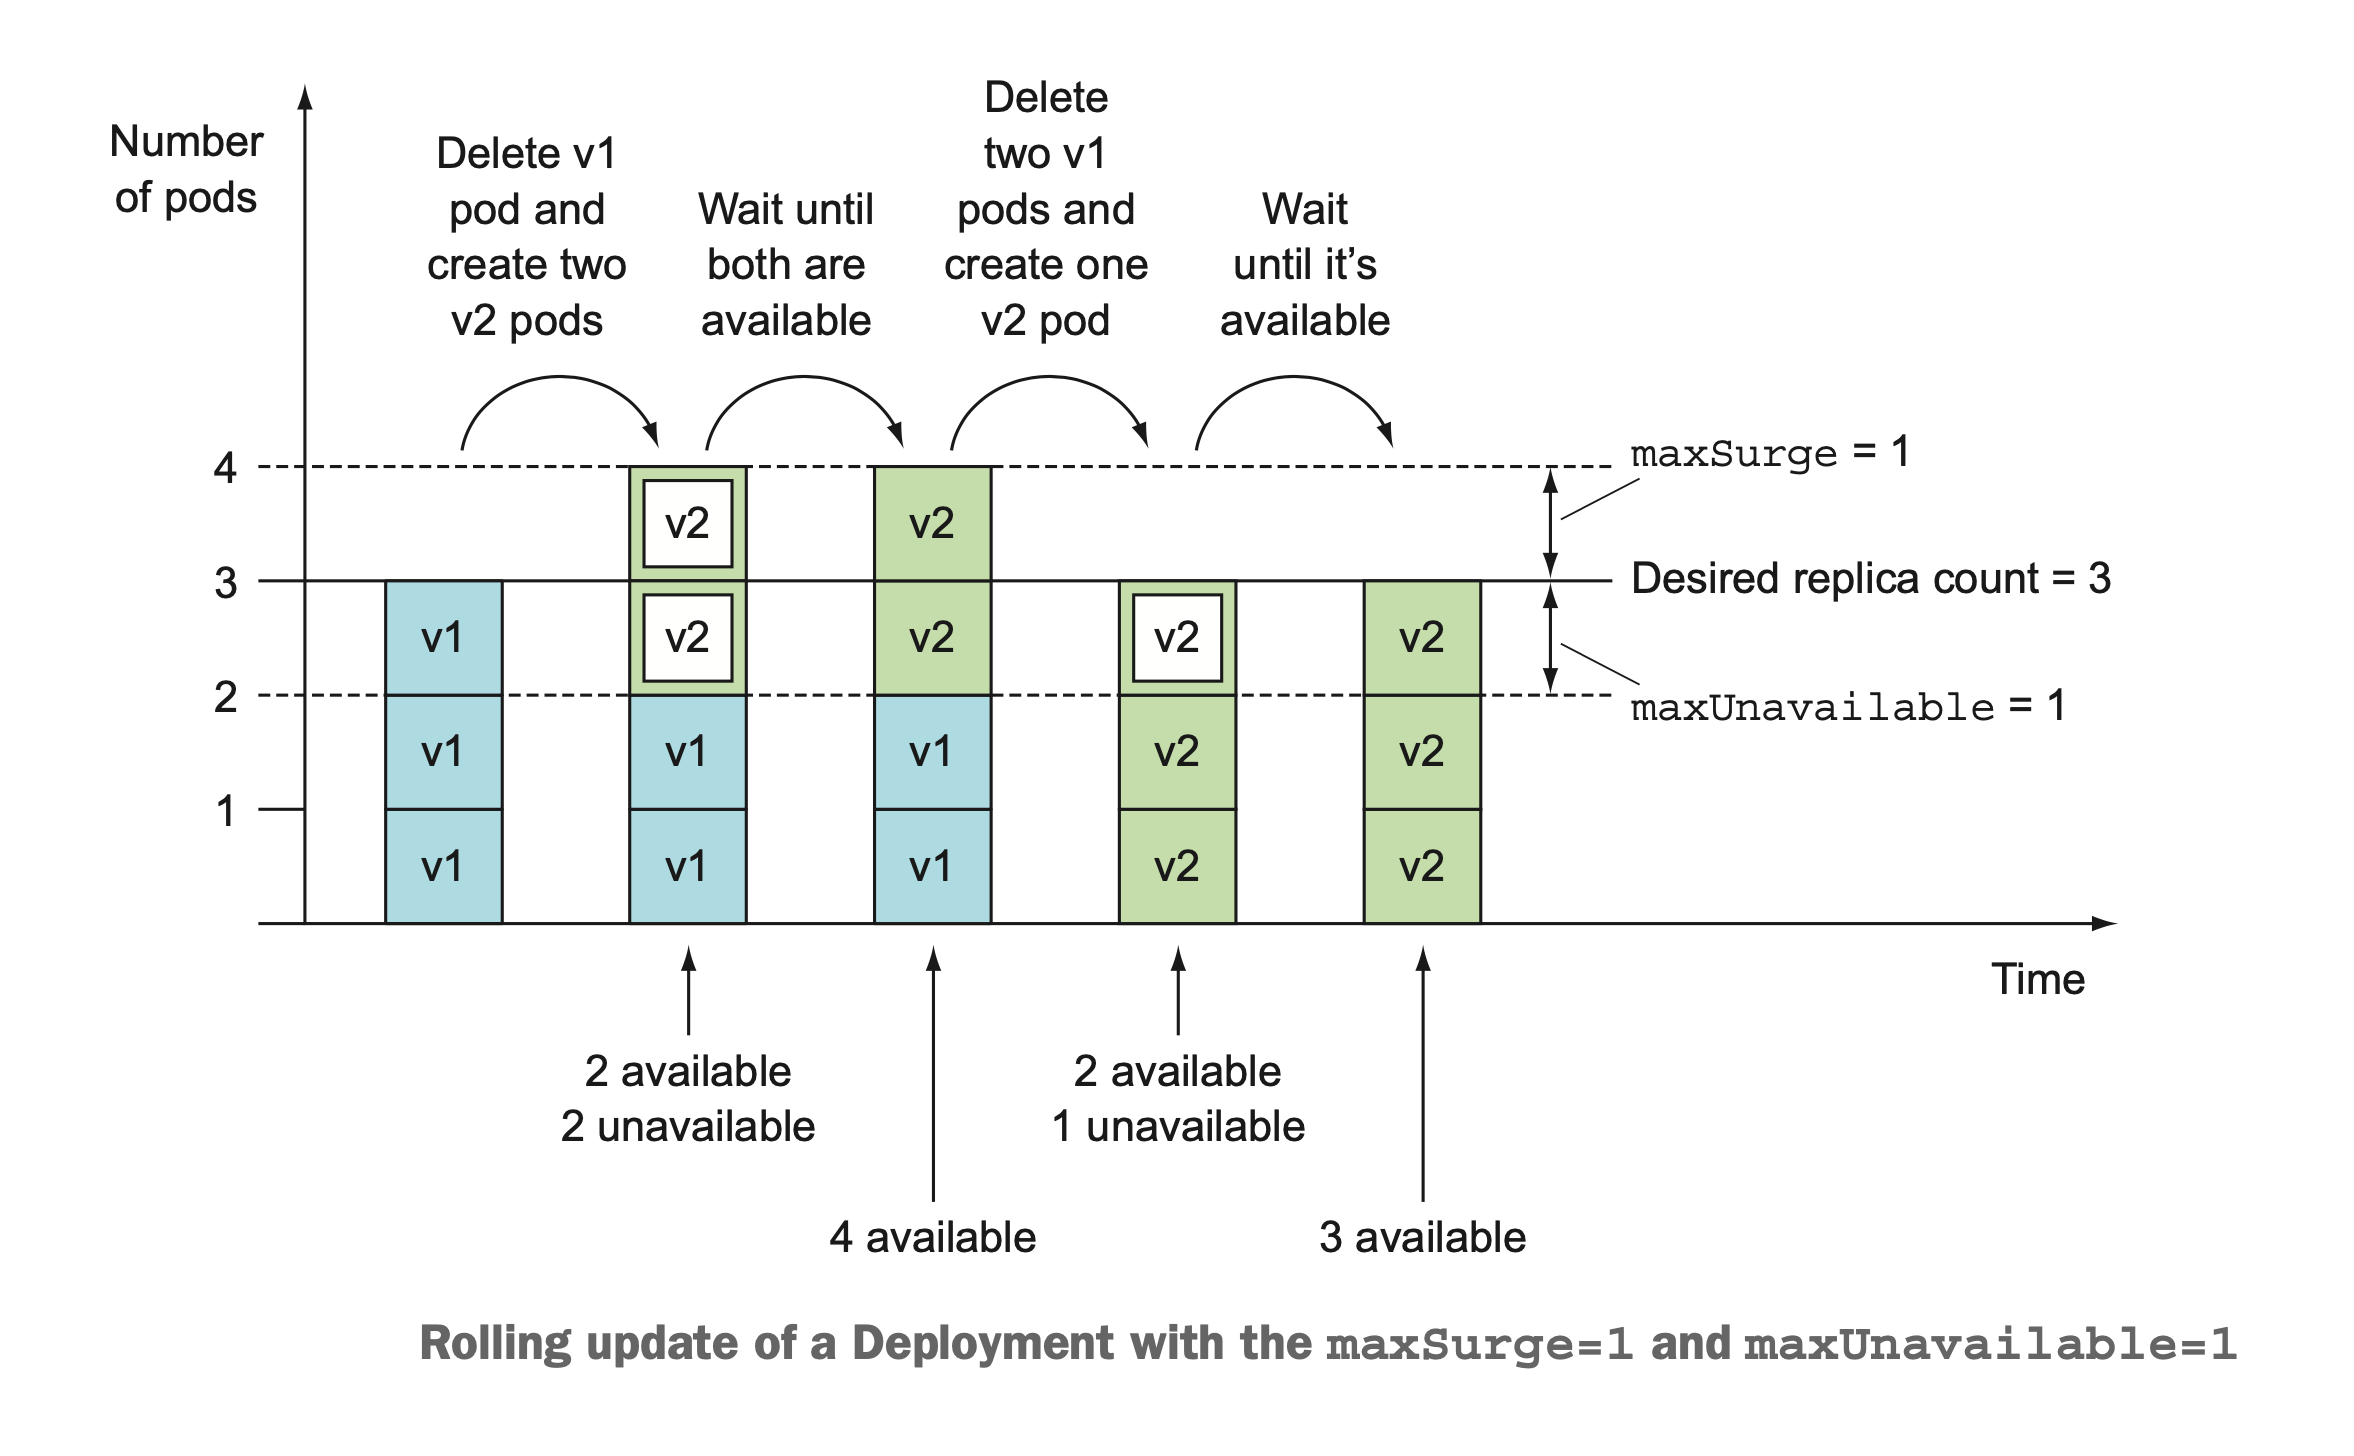 Number
of pods
Delete v1
pod and
create two
v2 pods
Wait until
both are
available
Delete
two v1
pods and
create one
v2 pod
Wait
until it’s
available
4
3
2
1
v1
v1
v1
v2
v2
v1
v1
v2
v2
v1
v1
v2
v2
v2
v2
v2
v2
maxSurge = 1
Desired replica count = 3
maxUnavailable = 1
Time
2 available
2 unavailable
4 available
2 available
1 unavailable
3 available
Rolling update of a Deployment with the maxSurge=1 and maxUnavailable=1